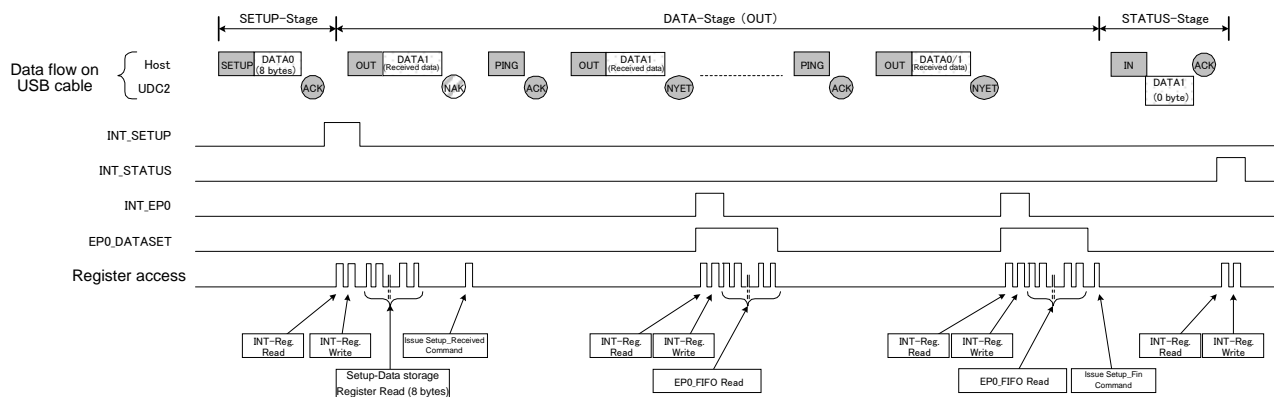 SETUP-Stage
DATA-Stage (OUT)
STATUS-Stage
Data flow on
USB cable
Host
UDC2
SETUP
DATA0
(8 bytes)
ACK
OUT
DATA1
(Received data)
NAK
PING
ACK
OUT
DATA1
(Received data)
NYET
PING
ACK
OUT
DATA0/1
(Received data)
NYET
IN
DATA1
(0 byte)
ACK
INT_SETUP
INT_STATUS
INT_EP0
EP0_DATASET
Register access
INT-Reg.
Read
INT-Reg.
Write
Issue Setup_Received
Command
Setup-Data storage
Register Read (8 bytes)
INT-Reg.
Read
INT-Reg.
Write
EP0_FIFO Read
INT-Reg.
Read
INT-Reg.
Write
EP0_FIFO Read
Issue Setup_Fin
Command
INT-Reg.
Read
INT-Reg.
Write